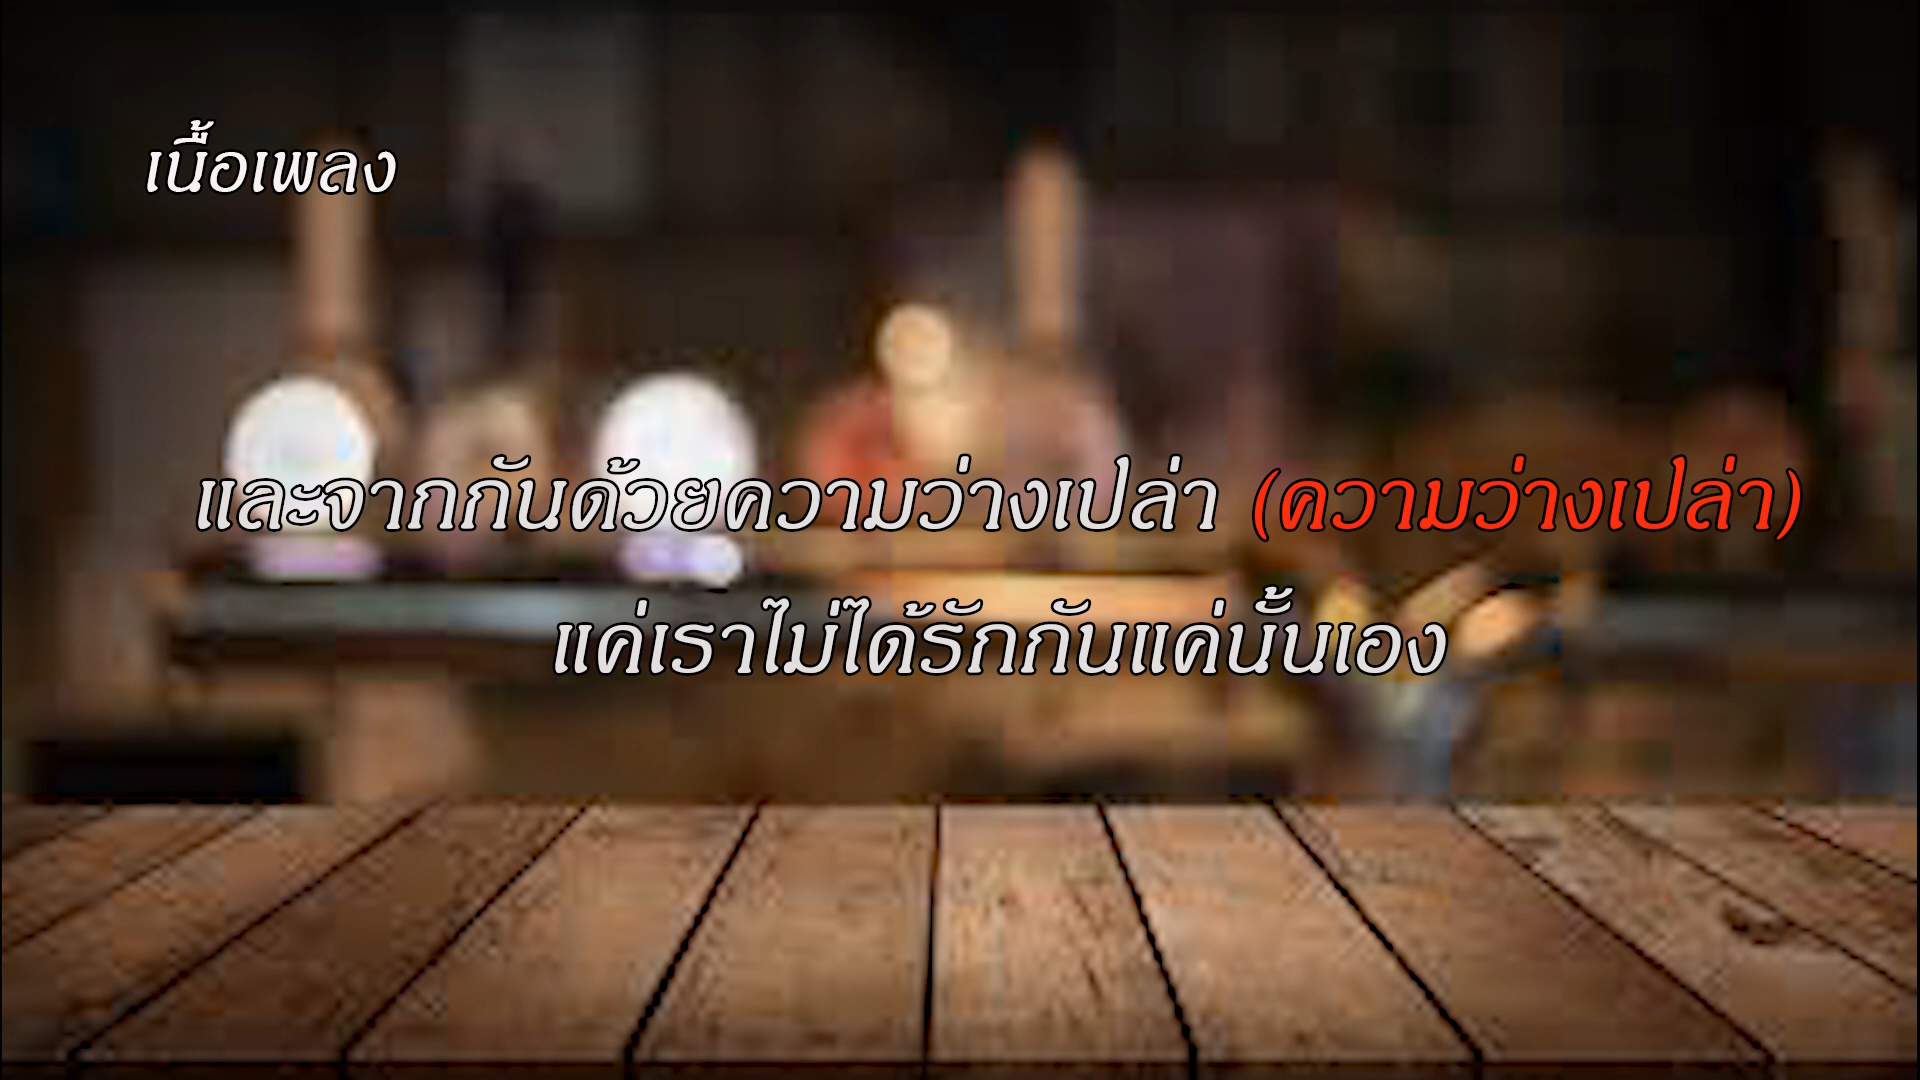 เนื้อเพลง
และจากกันด้วยความว่างเปล่า (ความว่างเปล่า)
แค่เราไม่ได้รักกันแค่นั้นเอง